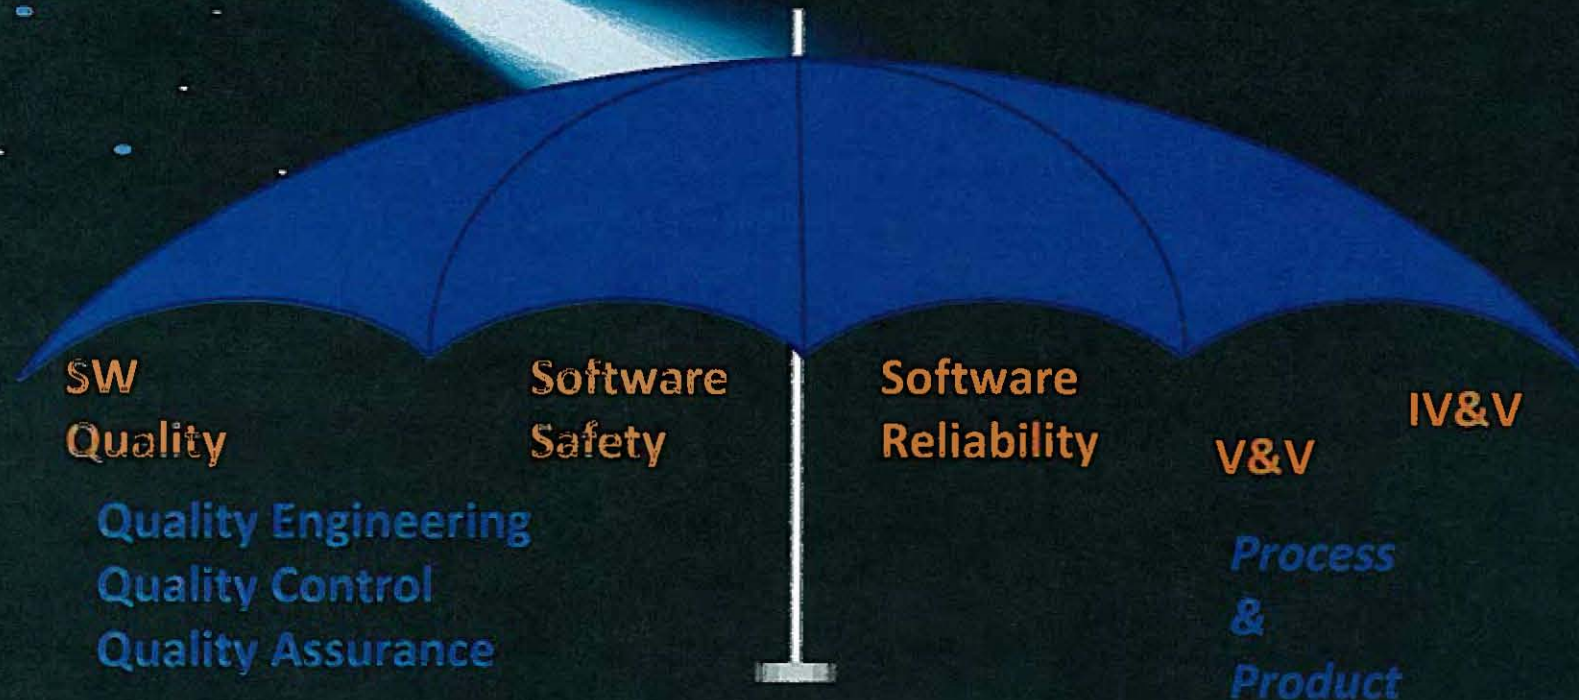 SW
Quality
Quality Engineering
Quality Control
Quality Assurance
Software
Safety
Software
Reliability
V&V
Process
&
Product
IV&V